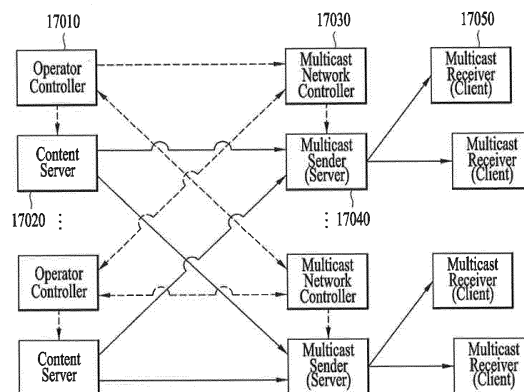 17010
17030
17050
Operator
Controller
Multicast
Network
Controller
Multicast
Receiver
(Client)
Content
Server
Multicast
Sender
(Server)
Multicast
Receiver
(Client)
17020
17040
Operator
Controller
Multicast
Network
Controller
Multicast
Receiver
(Client)
Content
Server
Multicast
Sender
(Server)
Multicast
Receiver
(Client)